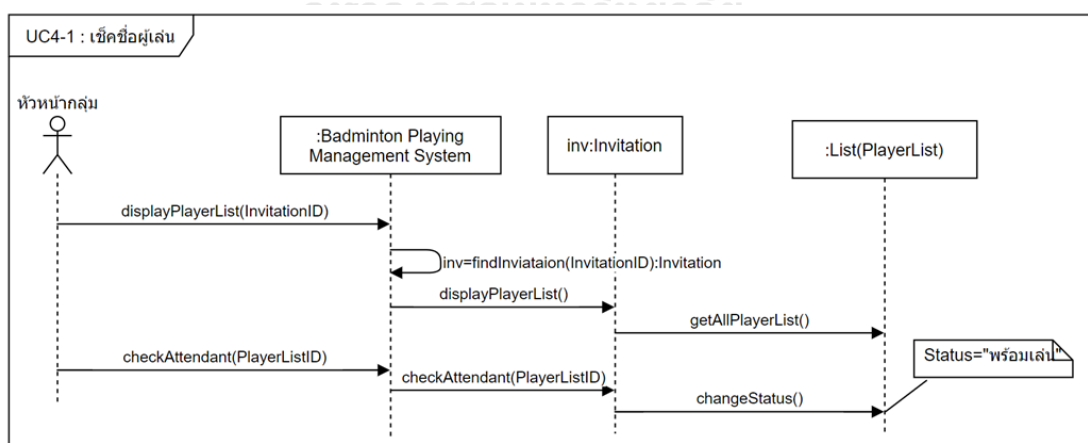 UC4-1 : เช็คชื่อผู้เล่น
หัวหน้ากลุ่ม
:Badminton Playing
Management System
inv:Invitation
:List(PlayerList)
displayPlayerList(InvitationID)
inv=findInviataion(InvitationID):Invitation
displayPlayerList()
getAllPlayerList()
Status="พร้อมเล่น"
checkAttendant(PlayerListID)
checkAttendant(PlayerListID)
changeStatus()